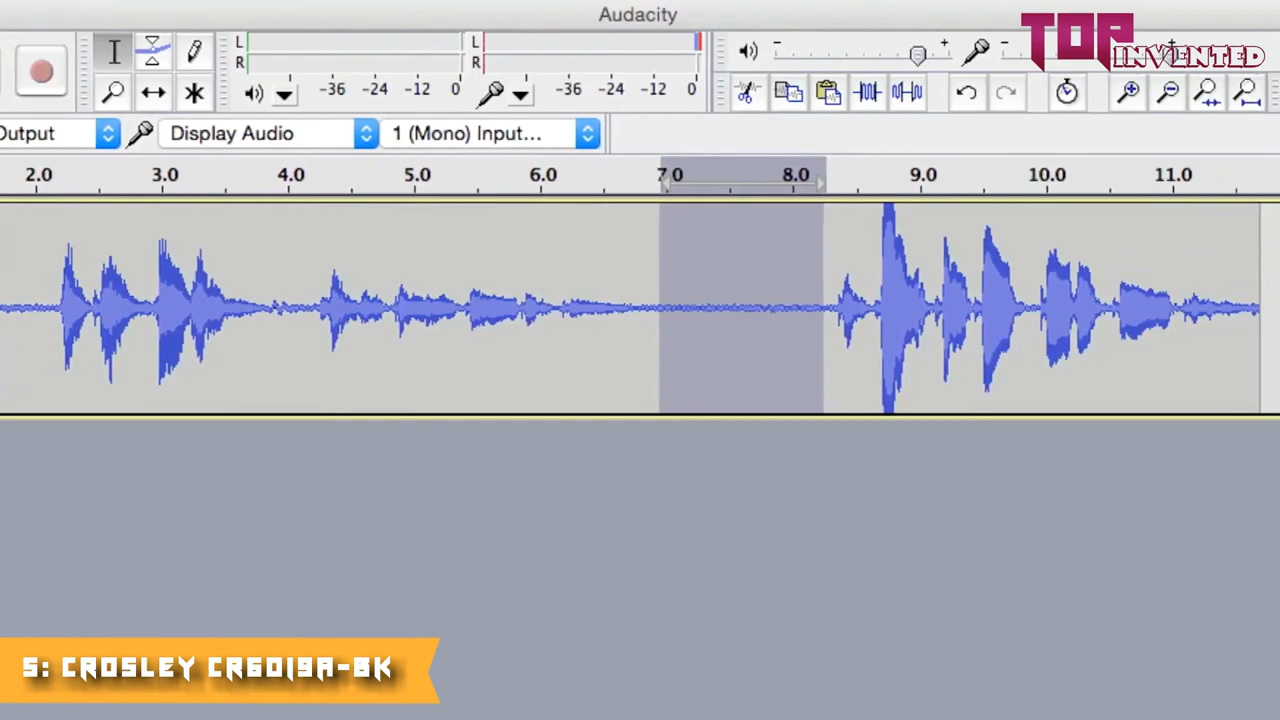 Audacity
TOP INVENTED
L
R
L
R
-36 -24 -12 0
-36 -24 -12 0
Output
Display Audio
1 (Mono) Input...
2.0 3.0 4.0 5.0 6.0 7.0 8.0 9.0 10.0 11.0
5: CROSLEY CR6019A-BK